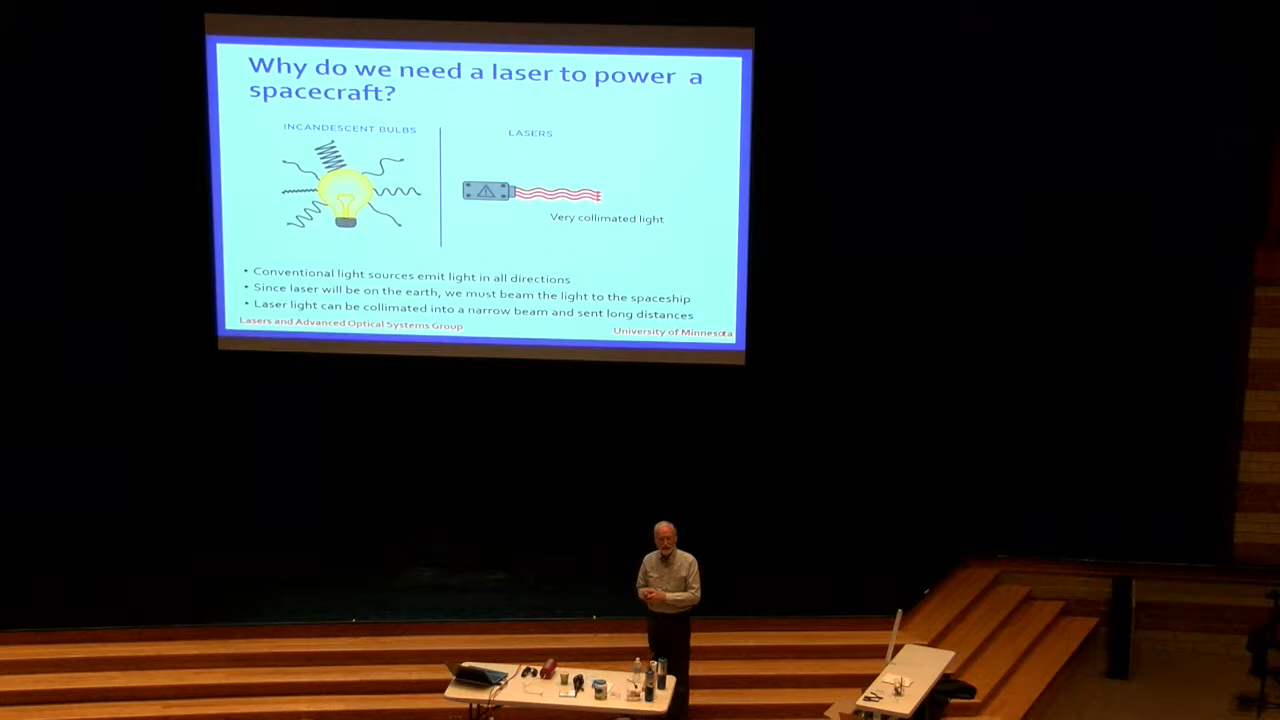 Why do we need a laser to power a
spacecraft?
INCANDESCENT BULBS
LASERS
Very collimated light
• Conventional light sources emit light in all directions
• Since laser will be on the earth, we must beam the light to the spaceship
• Laser light can be collimated into a narrow beam and sent long distances
Lasers and Advanced Optical Systems Group
University of Minnesota